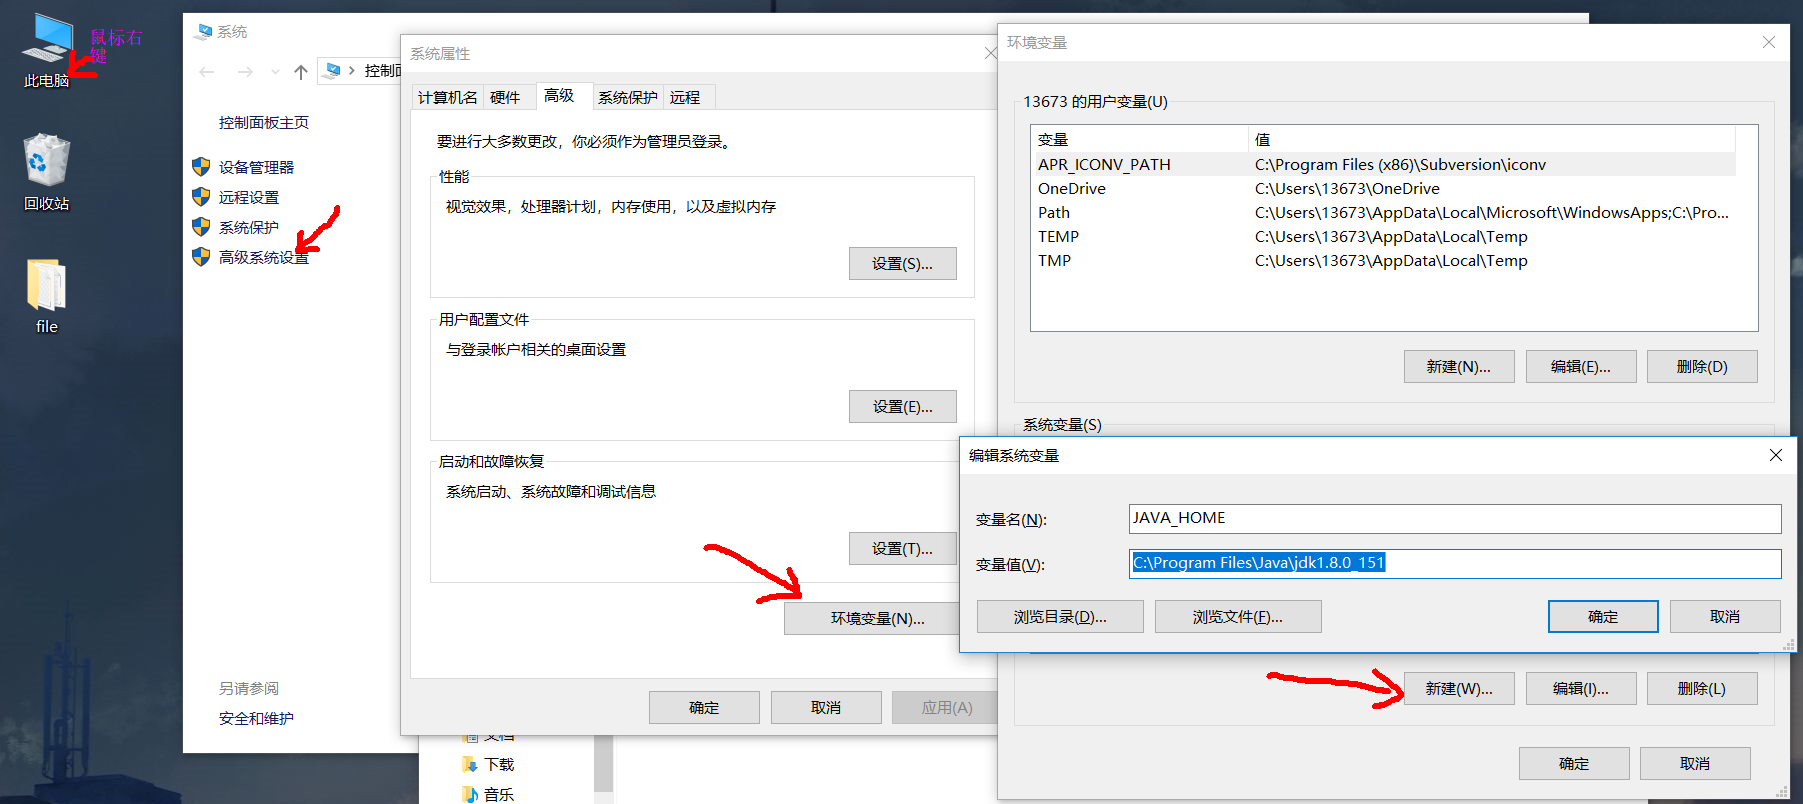 鼠标右
键
此电脑
回收站
file
系统
控制面
控制面板主页
设备管理器
远程设置
系统保护
高级系统设置
另请参阅
安全和维护
系统属性
计算机名
硬件
高级
系统保护
远程
要进行大多数更改，你必须作为管理员登录。
性能
视觉效果，处理器计划，内存使用，以及虚拟内存
设置(S)...
用户配置文件
与登录帐户相关的桌面设置
设置(E)...
启动和故障恢复
系统启动、系统故障和调试信息
设置(T)...
环境变量(N)...
确定
取消
应用(A)
文档
下载
音乐
环境变量
13673 的用户变量(U)
变量 值
APR_ICONV_PATH C:\Program Files (x86)\Subversion\iconv
OneDrive C:\Users\13673\OneDrive
Path C:\Users\13673\AppData\Local\Microsoft\WindowsApps;C:\Pro...
TEMP C:\Users\13673\AppData\Local\Temp
TMP C:\Users\13673\AppData\Local\Temp
新建(N)...
编辑(E)...
删除(D)
系统变量(S)
编辑系统变量
变量名(N):
JAVA_HOME
变量值(V):
C:\Program Files\Java\jdk1.8.0_151
浏览目录(D)...
浏览文件(F)...
确定
取消
新建(W)...
编辑(I)...
删除(L)
确定
取消